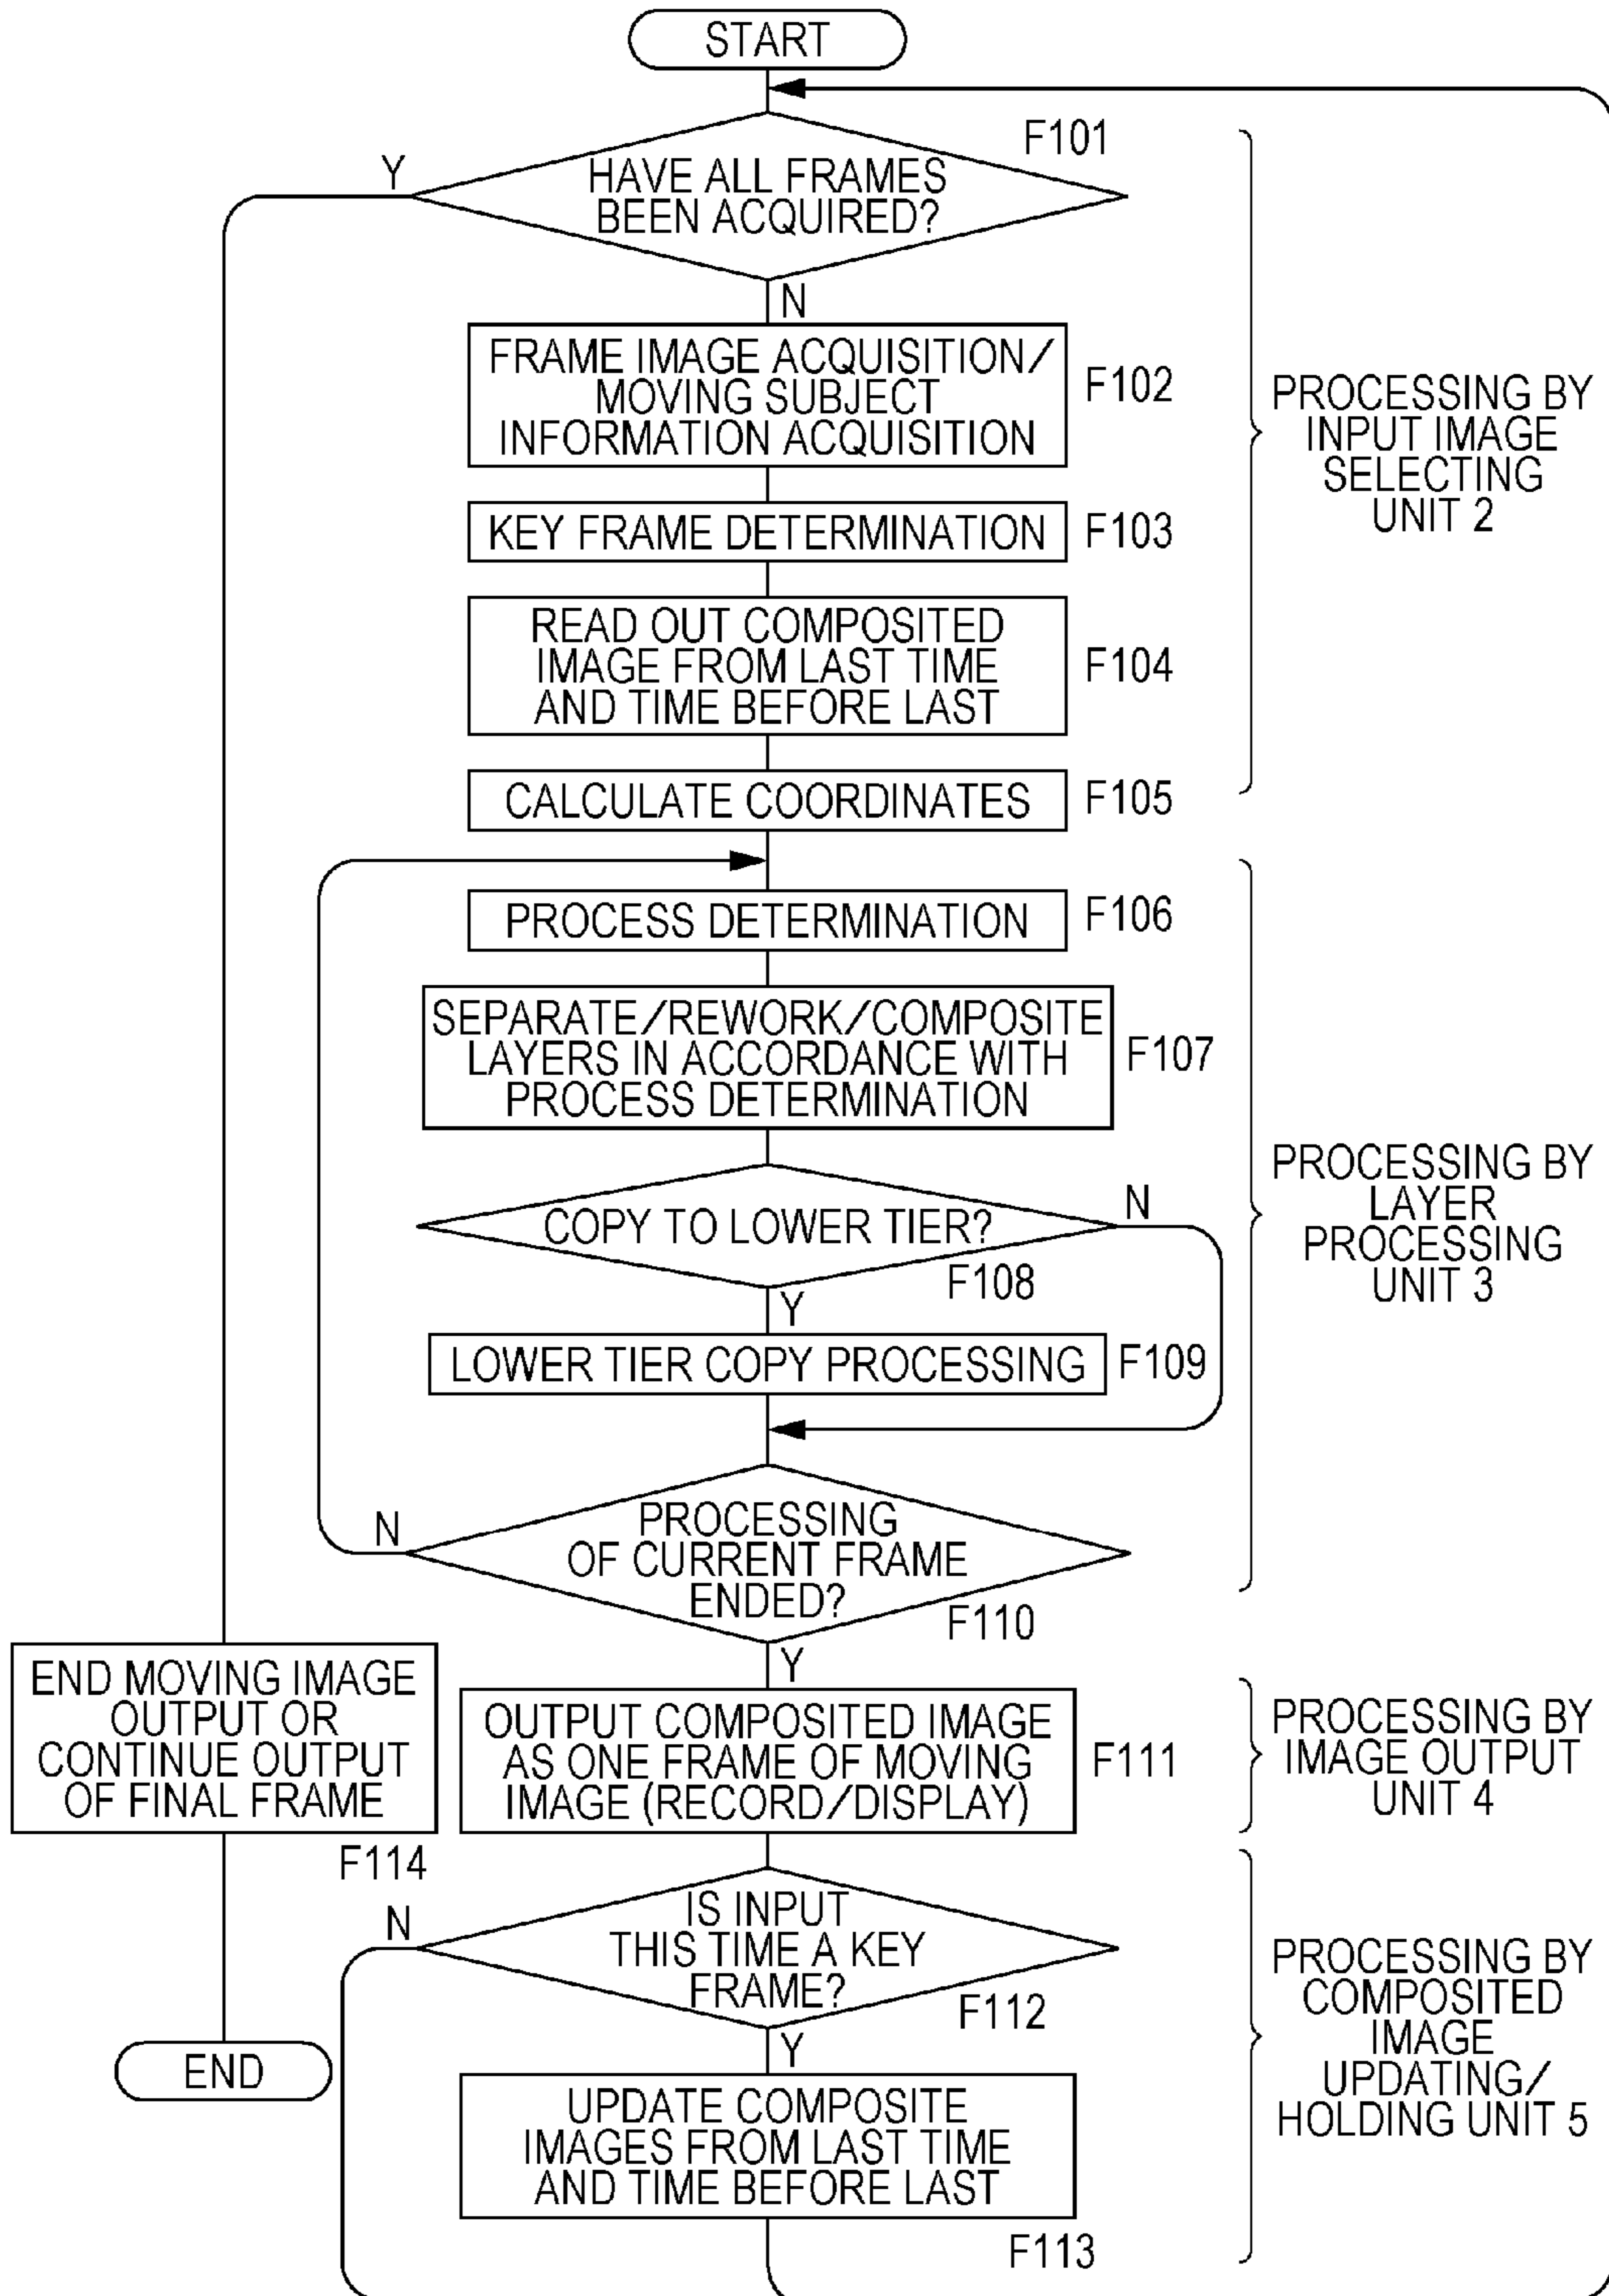 START
F101
Y
HAVE ALL FRAMES
BEEN ACQUIRED?
N
FRAME IMAGE ACQUISITION/
MOVING SUBJECT
INFORMATION ACQUISITION
F102
PROCESSING BY
INPUT IMAGE
SELECTING
UNIT 2
KEY FRAME DETERMINATION
F103
READ OUT COMPOSITED
IMAGE FROM LAST TIME
AND TIME BEFORE LAST
F104
CALCULATE COORDINATES
F105
PROCESS DETERMINATION
F106
SEPARATE/REWORK/COMPOSITE
LAYERS IN ACCORDANCE WITH
PROCESS DETERMINATION
F107
PROCESSING BY
LAYER
PROCESSING
UNIT 3
COPY TO LOWER TIER?
N
F108
Y
LOWER TIER COPY PROCESSING
F109
N
PROCESSING
OF CURRENT FRAME
ENDED?
F110
Y
END MOVING IMAGE
OUTPUT OR
CONTINUE OUTPUT
OF FINAL FRAME
F114
OUTPUT COMPOSITED IMAGE
AS ONE FRAME OF MOVING
IMAGE (RECORD/DISPLAY)
F111
PROCESSING BY
IMAGE OUTPUT
UNIT 4
N
IS INPUT
THIS TIME A KEY
FRAME?
F112
Y
PROCESSING BY
COMPOSITED
IMAGE
UPDATING/
HOLDING UNIT 5
END
UPDATE COMPOSITE
IMAGES FROM LAST TIME
AND TIME BEFORE LAST
F113